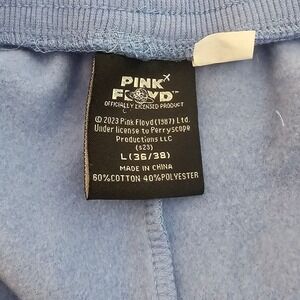 PINK
FLOYD
OFFICIALLY LICENSED PRODUCT
© 2023 Pink Floyd (1987) Ltd.
Under license to Perryscope
Productions LLC
(s23)
L (36/38)
MADE IN CHINA
60%COTTON 40%POLYESTER